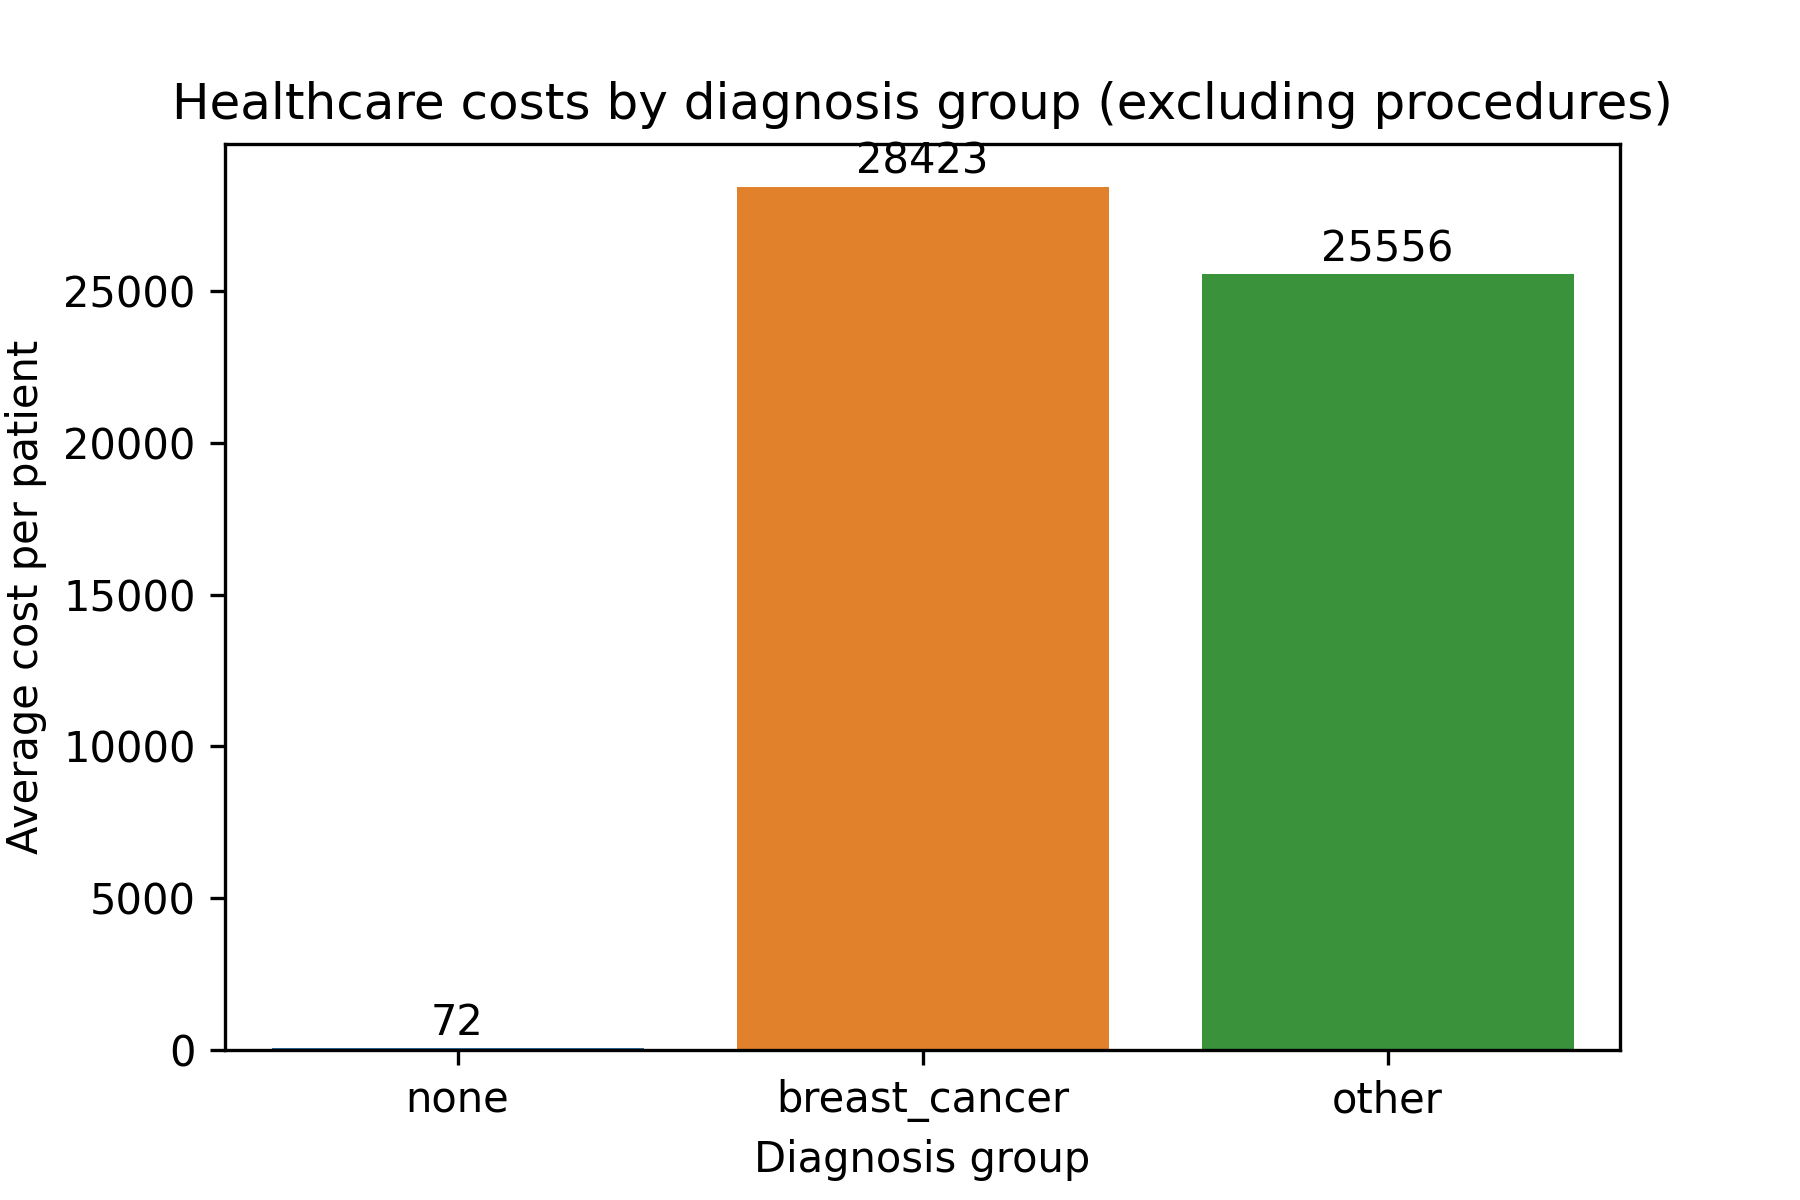 Healthcare costs by diagnosis group (excluding procedures)
28423
25556
72
Average cost per patient
25000
20000
15000
10000
5000
0
none
breast_cancer
other
Diagnosis group